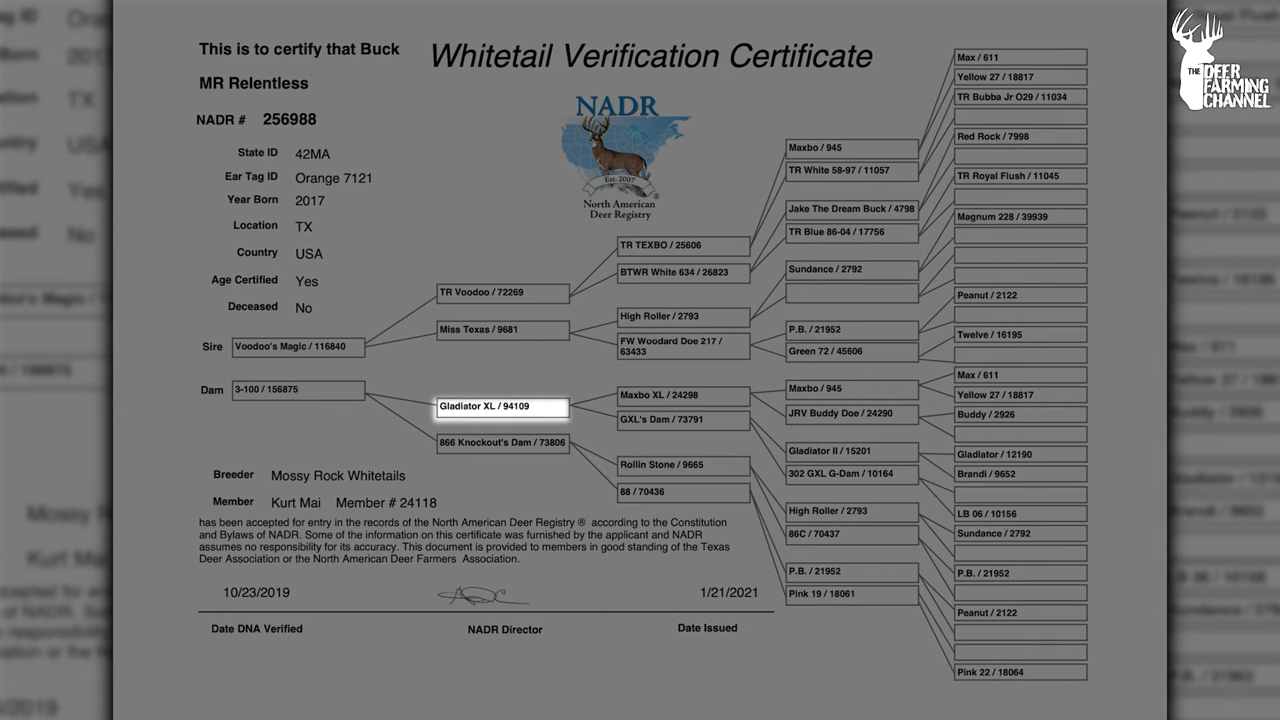 This is to certify that Buck
Whitetail Verification Certificate
MR Relentless
NADR # 256988
State ID 42MA
Ear Tag ID Orange 7121
Year Born 2017
Location TX
Country USA
Age Certified Yes
Deceased No
NADR
Est. 2007
North American
Deer Registry
®
THE DEER
FARMING
CHANNEL
Sire Voodoo's Magic / 116840
Dam 3-100 / 156875
TR Voodoo / 72269
Miss Texas / 9681
Gladiator XL / 94109
866 Knockout's Dam / 73806
TR TEXBO / 25606
BTWR White 634 / 26823
High Roller / 2793
FW Woodard Doe 217 /
63433
Maxbo XL / 24298
GXL's Dam / 73791
Rollin Stone / 9665
88 / 70436
Maxbo / 945
TR White 58-97 / 11057
Jake The Dream Buck / 4798
TR Blue 86-04 / 17756
Sundance / 2792
P.B. / 21952
Green 72 / 45606
Maxbo / 945
JRV Buddy Doe / 24290
Gladiator II / 15201
302 GXL G-Dam / 10164
High Roller / 2793
86C / 70437
P.B. / 21952
Pink 19 / 18061
Max / 611
Yellow 27 / 18817
TR Bubba Jr O29 / 11034
Red Rock / 7998
TR Royal Flush / 11045
Magnum 228 / 39939
Peanut / 2122
Twelve / 16195
Max / 611
Yellow 27 / 18817
Buddy / 2926
Gladiator / 12190
Brandi / 9652
LB 06 / 10156
Sundance / 2792
P.B. / 21952
Peanut / 2122
Pink 22 / 18064
Breeder Mossy Rock Whitetails
Member Kurt Mai Member # 24118
has been accepted for entry in the records of the North American Deer Registry ® according to the Constitution
and Bylaws of NADR. Some of the information on this certificate was furnished by the applicant and NADR
assumes no responsibility for its accuracy. This document is provided to members in good standing of the Texas
Deer Association or the North American Deer Farmers Association.
10/23/2019 1/21/2021
Date DNA Verified NADR Director Date Issued